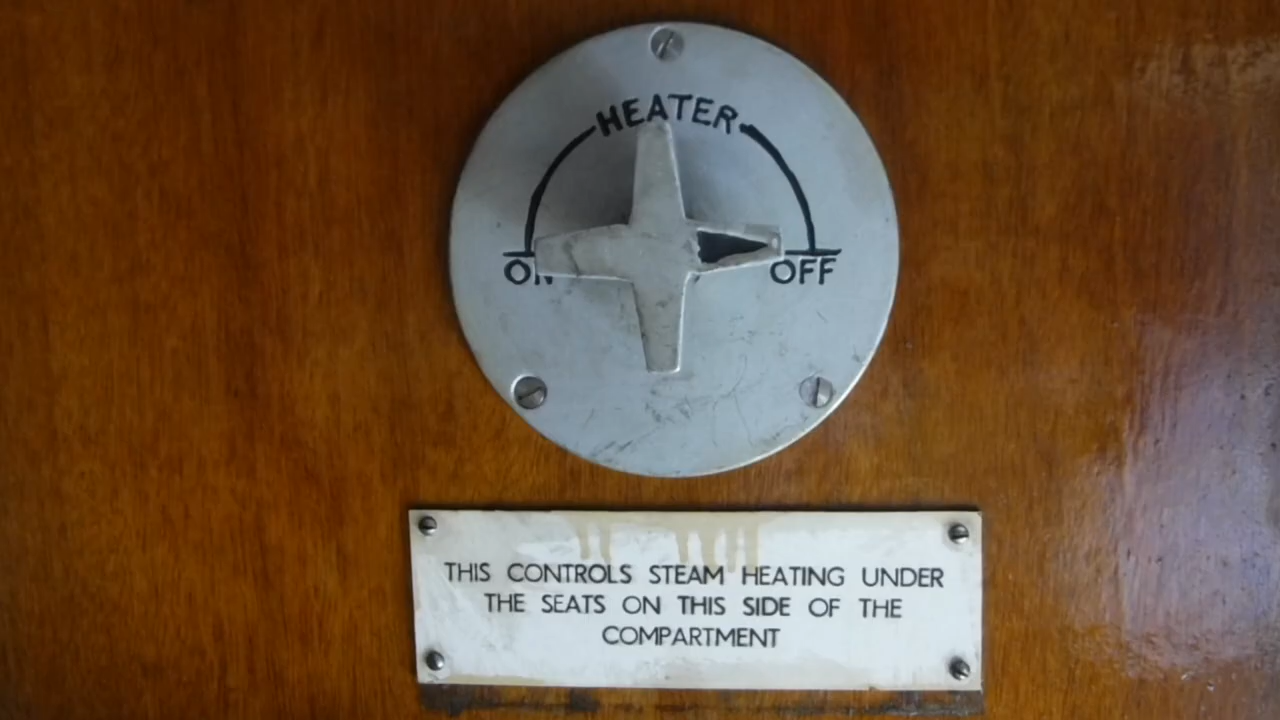 HEATER
ON OFF
THIS CONTROLS STEAM HEATING UNDER
THE SEATS ON THIS SIDE OF THE
COMPARTMENT